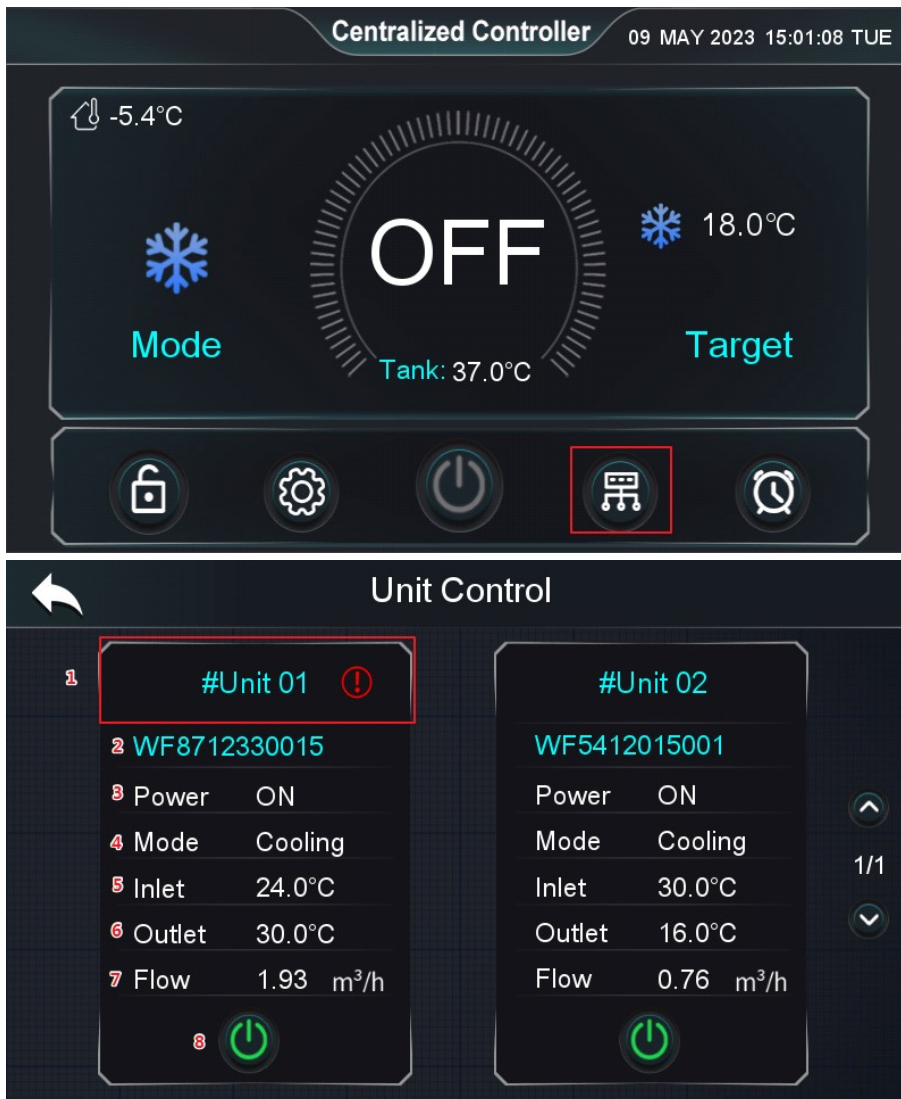 Centralized Controller 09 MAY 2023 15:01:08 TUE
-5.4°C
OFF
18.0°C
Mode
Target
Tank: 37.0°C
Unit Control
1 #Unit 01 #Unit 02
2 WF8712330015 WF5412015001
3 Power ON Power ON
4 Mode Cooling Mode Cooling
5 Inlet 24.0°C Inlet 30.0°C
1/1
6 Outlet 30.0°C Outlet 16.0°C
7 Flow 1.93 m³/h Flow 0.76 m³/h
8